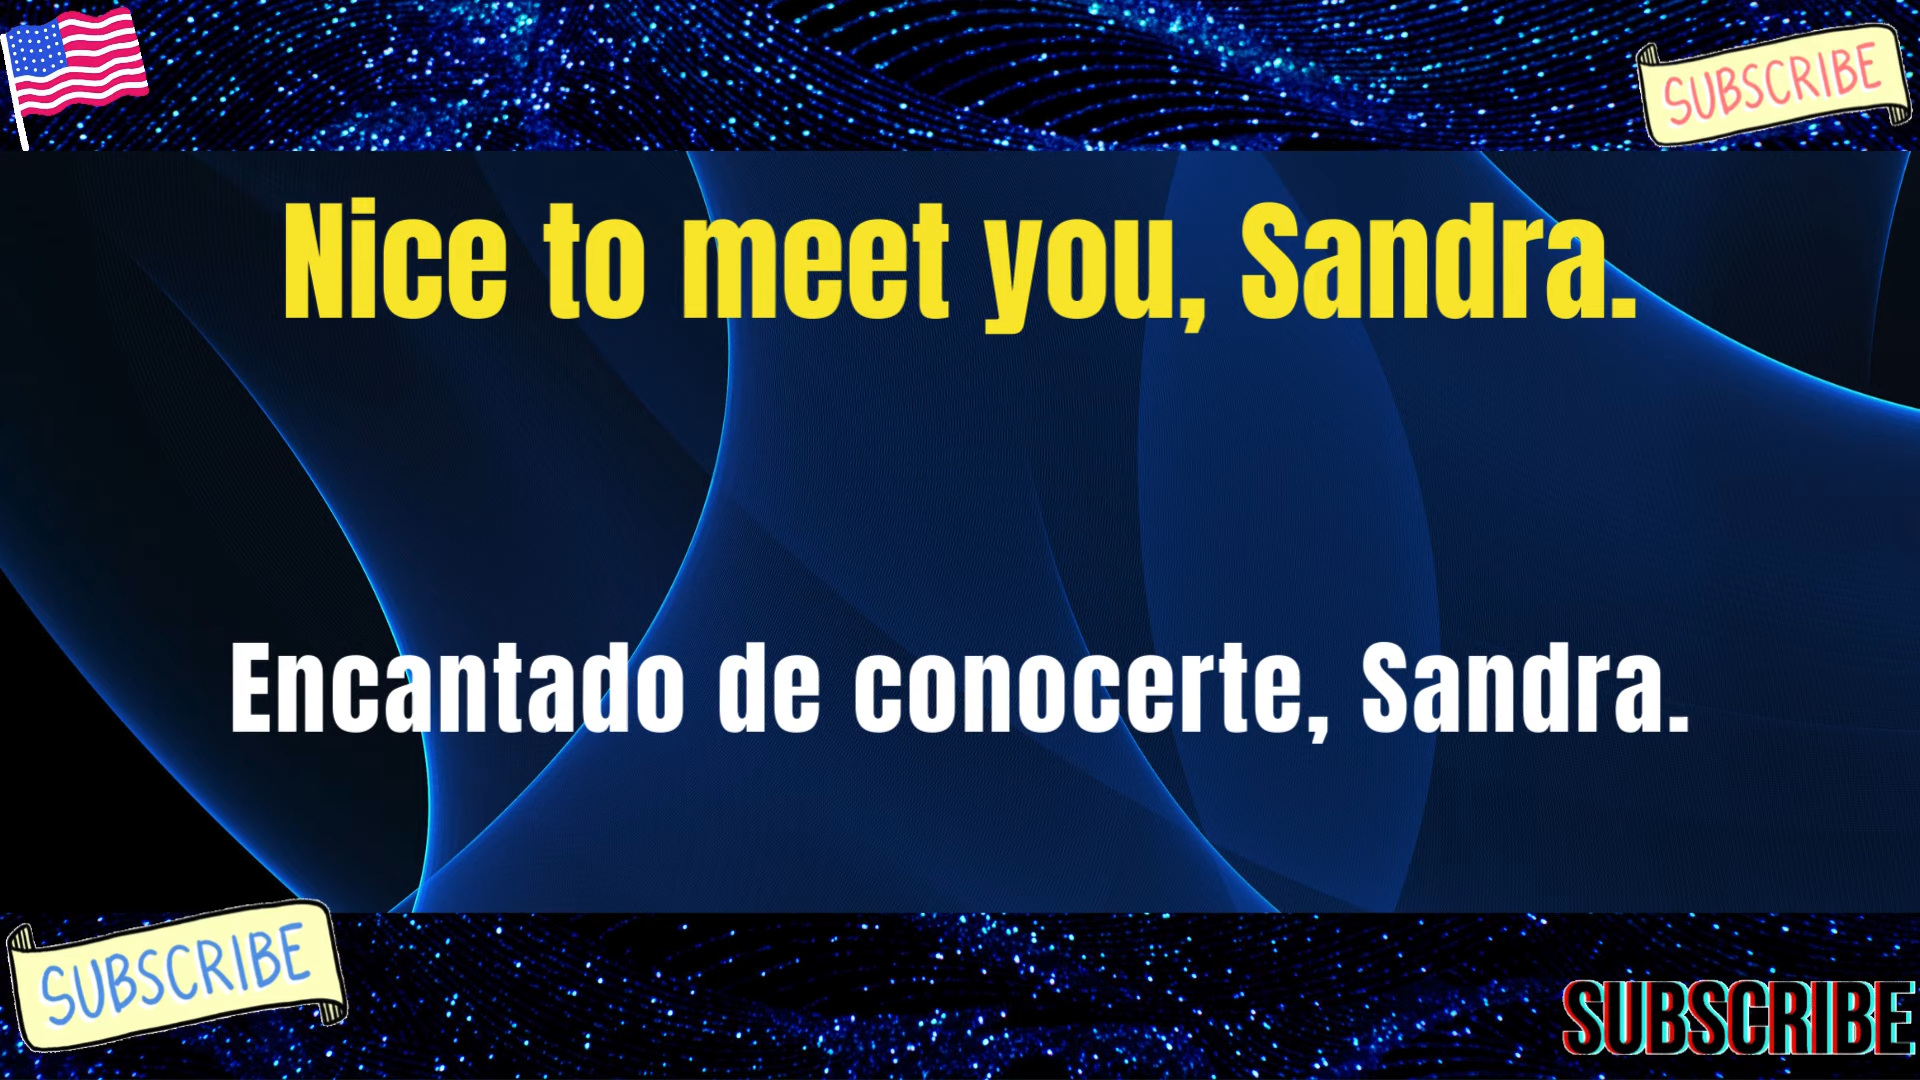 SUBSCRIBE
Nice to meet you, Sandra.
Encantado de conocerte, Sandra.
SUBSCRIBE
SUBSCRIBE